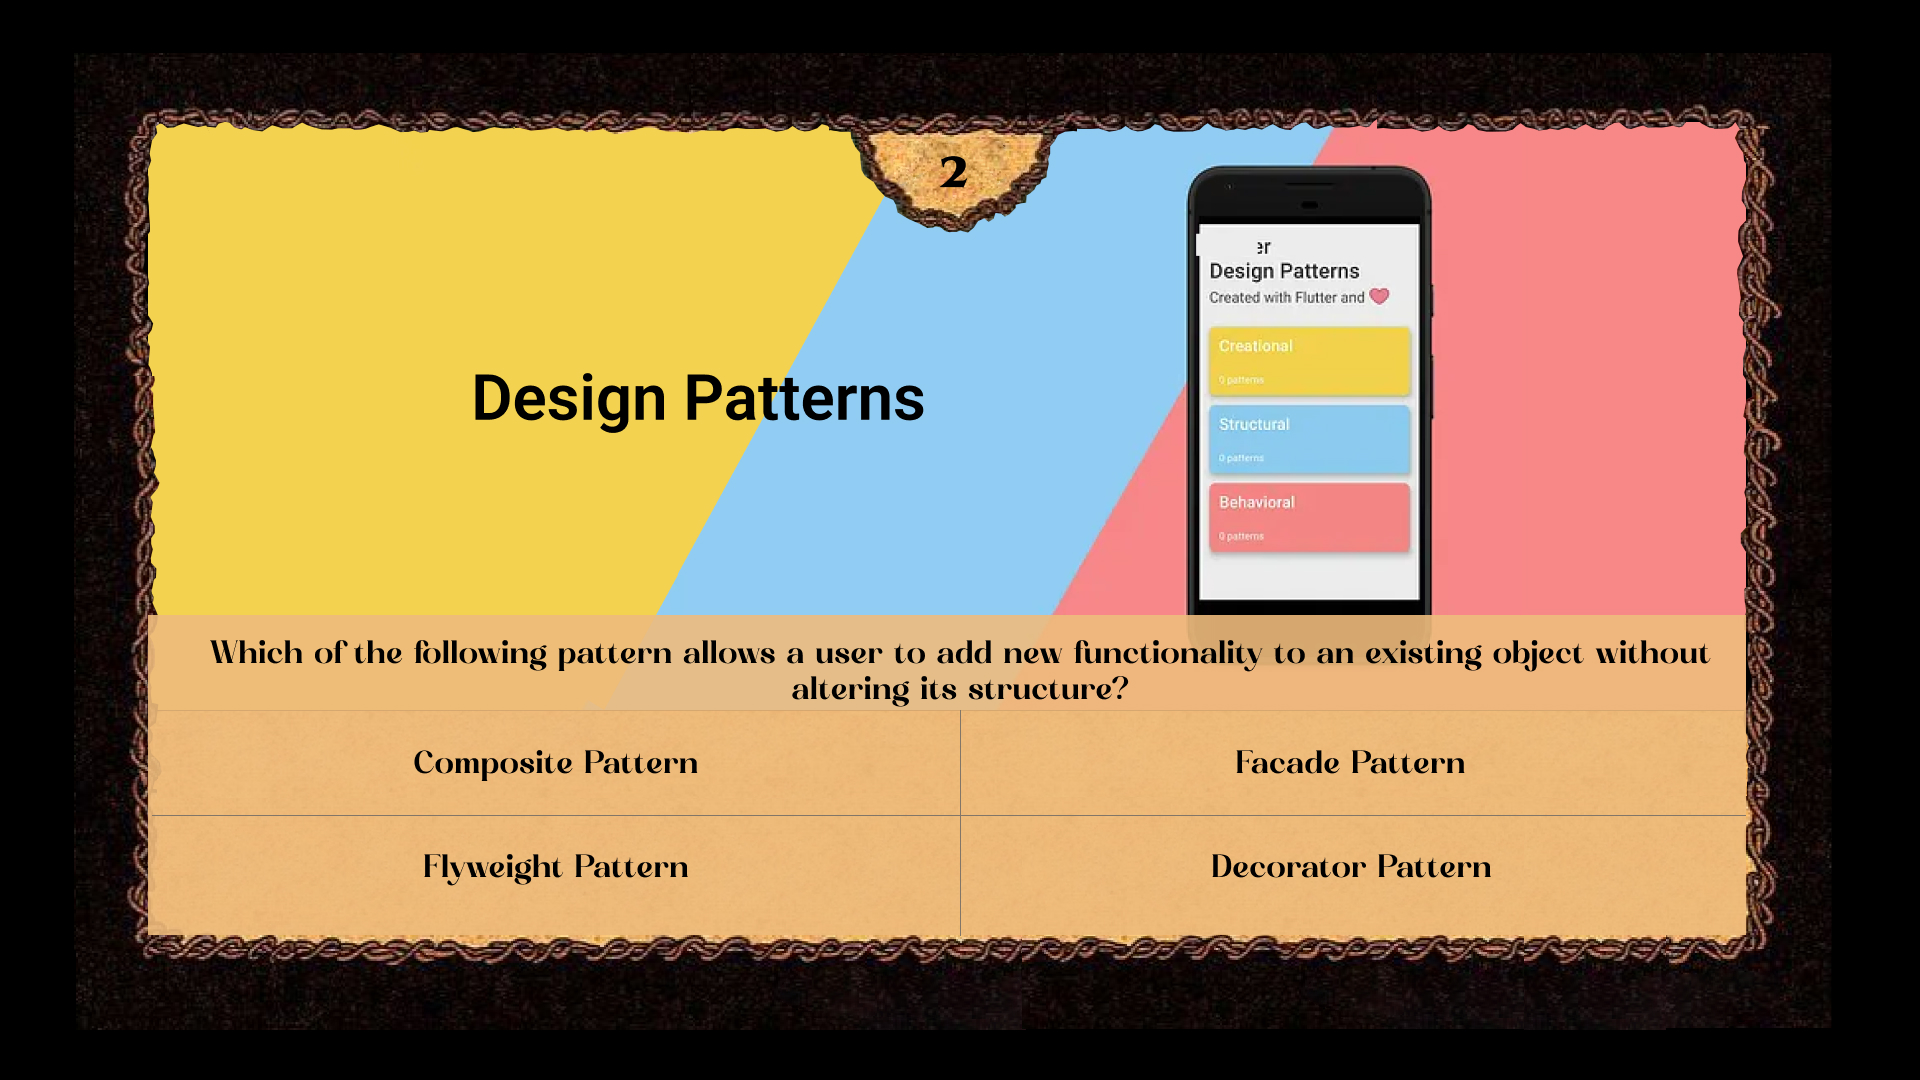 2
er
Design Patterns
Created with Flutter and
Creational
0 patterns
Structural
0 patterns
Behavioral
0 patterns
Design Patterns
Which of the following pattern allows a user to add new functionality to an existing object without
altering its structure?
Composite Pattern
Facade Pattern
Flyweight Pattern
Decorator Pattern